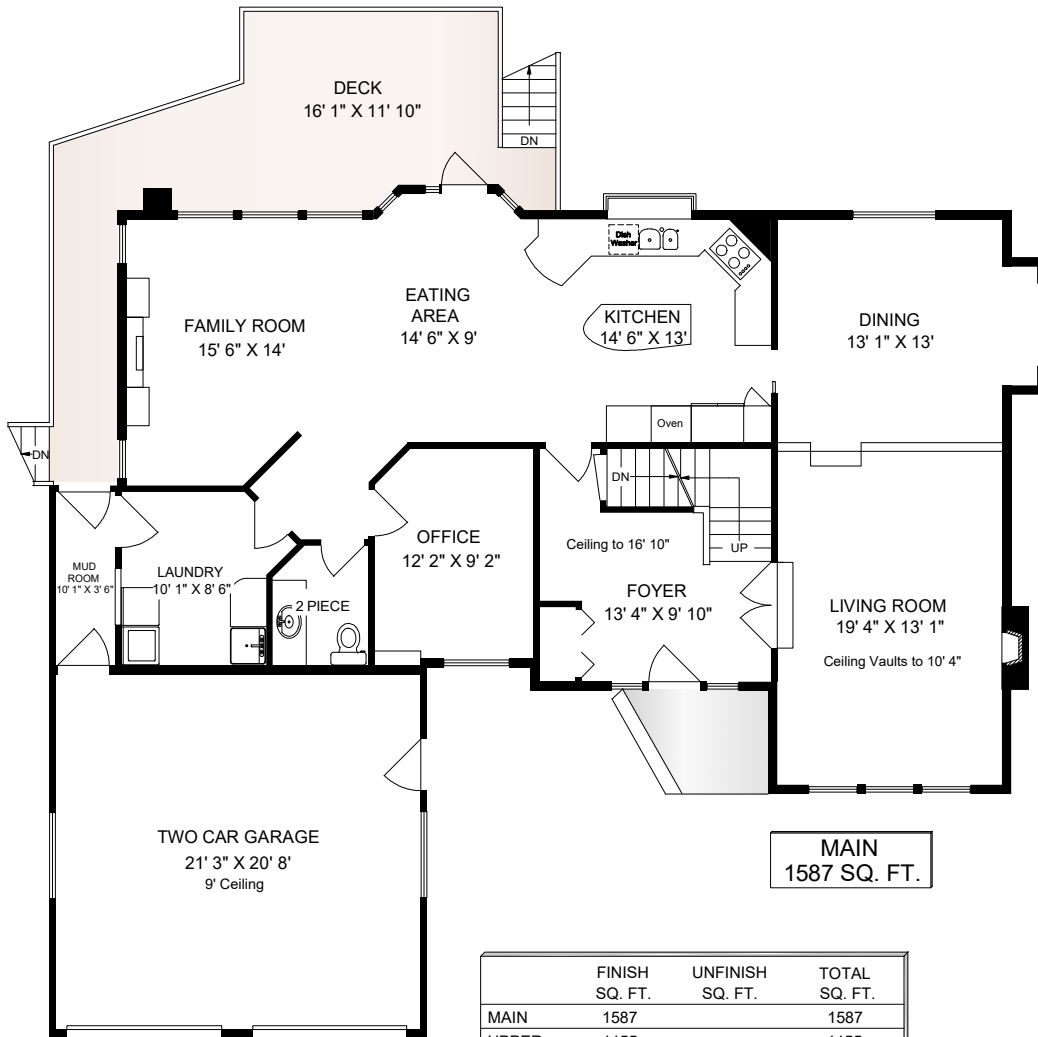 DECK
16' 1" X 11' 10"
DN
Dish
Washer
EATING
AREA
14' 6" X 9'
FAMILY ROOM
15' 6" X 14'
KITCHEN
14' 6" X 13'
DINING
13' 1" X 13'
Oven
DN
DN
OFFICE
12' 2" X 9' 2"
Ceiling to 16' 10"
UP
MUD
ROOM
10' 1" X 3' 6"
LAUNDRY
10' 1" X 8' 6"
2 PIECE
FOYER
13' 4" X 9' 10"
LIVING ROOM
19' 4" X 13' 1"
Ceiling Vaults to 10' 4"
TWO CAR GARAGE
21' 3" X 20' 8'
9' Ceiling
MAIN
1587 SQ. FT.
FINISH UNFINISH TOTAL
SQ. FT. SQ. FT. SQ. FT.
MAIN 1587 1587